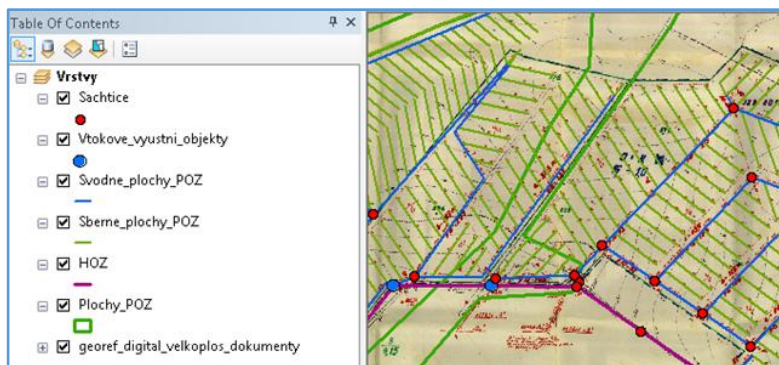 Table Of Contents
Vrstvy
Sachtice
Vtokove_vyustni_objekty
Svodne_plochy_POZ
Sberne_plochy_POZ
HOZ
Plochy_POZ
georef_digital_velkoplos_dokumenty